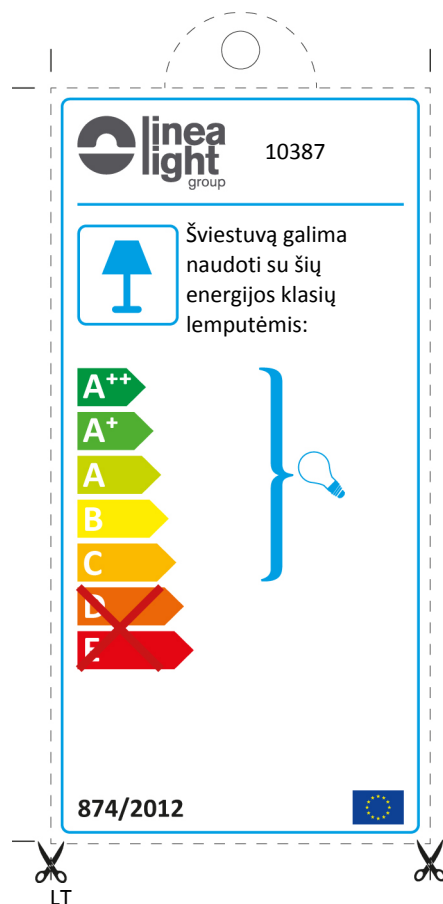 linea
light
group
10387
Šviestuvą galima
naudoti su šių
energijos klasių
lemputėmis:
A++
A+
A
B
C
D
E
874/2012
LT